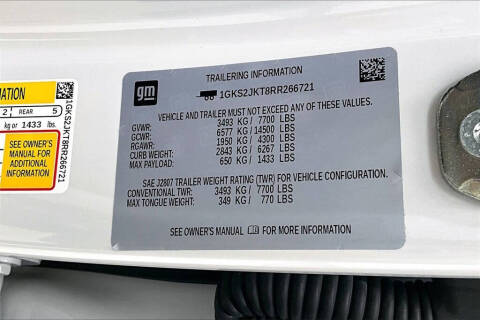 2 REAR 5
kg or 1433 lbs.
SEE OWNER'S
MANUAL FOR
ADDITIONAL
INFORMATION
1GKS2JKT8RR266721
gm
TRAILERING INFORMATION
1GKS2JKT8RR266721
VEHICLE AND TRAILER MUST NOT EXCEED ANY OF THESE VALUES.
GVWR: 3493 KG/ 7700 LBS
GCWR: 6577 KG/ 14500 LBS
RGAWR: 1950 KG/ 4300 LBS
CURB WEIGHT: 2843 KG/ 6267 LBS
MAX PAYLOAD: 650 KG/ 1433 LBS
SAE J2807 TRAILER WEIGHT RATING (TWR) FOR VEHICLE CONFIGURATION.
CONVENTIONAL TWR: 3493 KG/ 7700 LBS
MAX TONGUE WEIGHT: 349 KG/ 770 LBS
SEE OWNER'S MANUAL FOR MORE INFORMATION